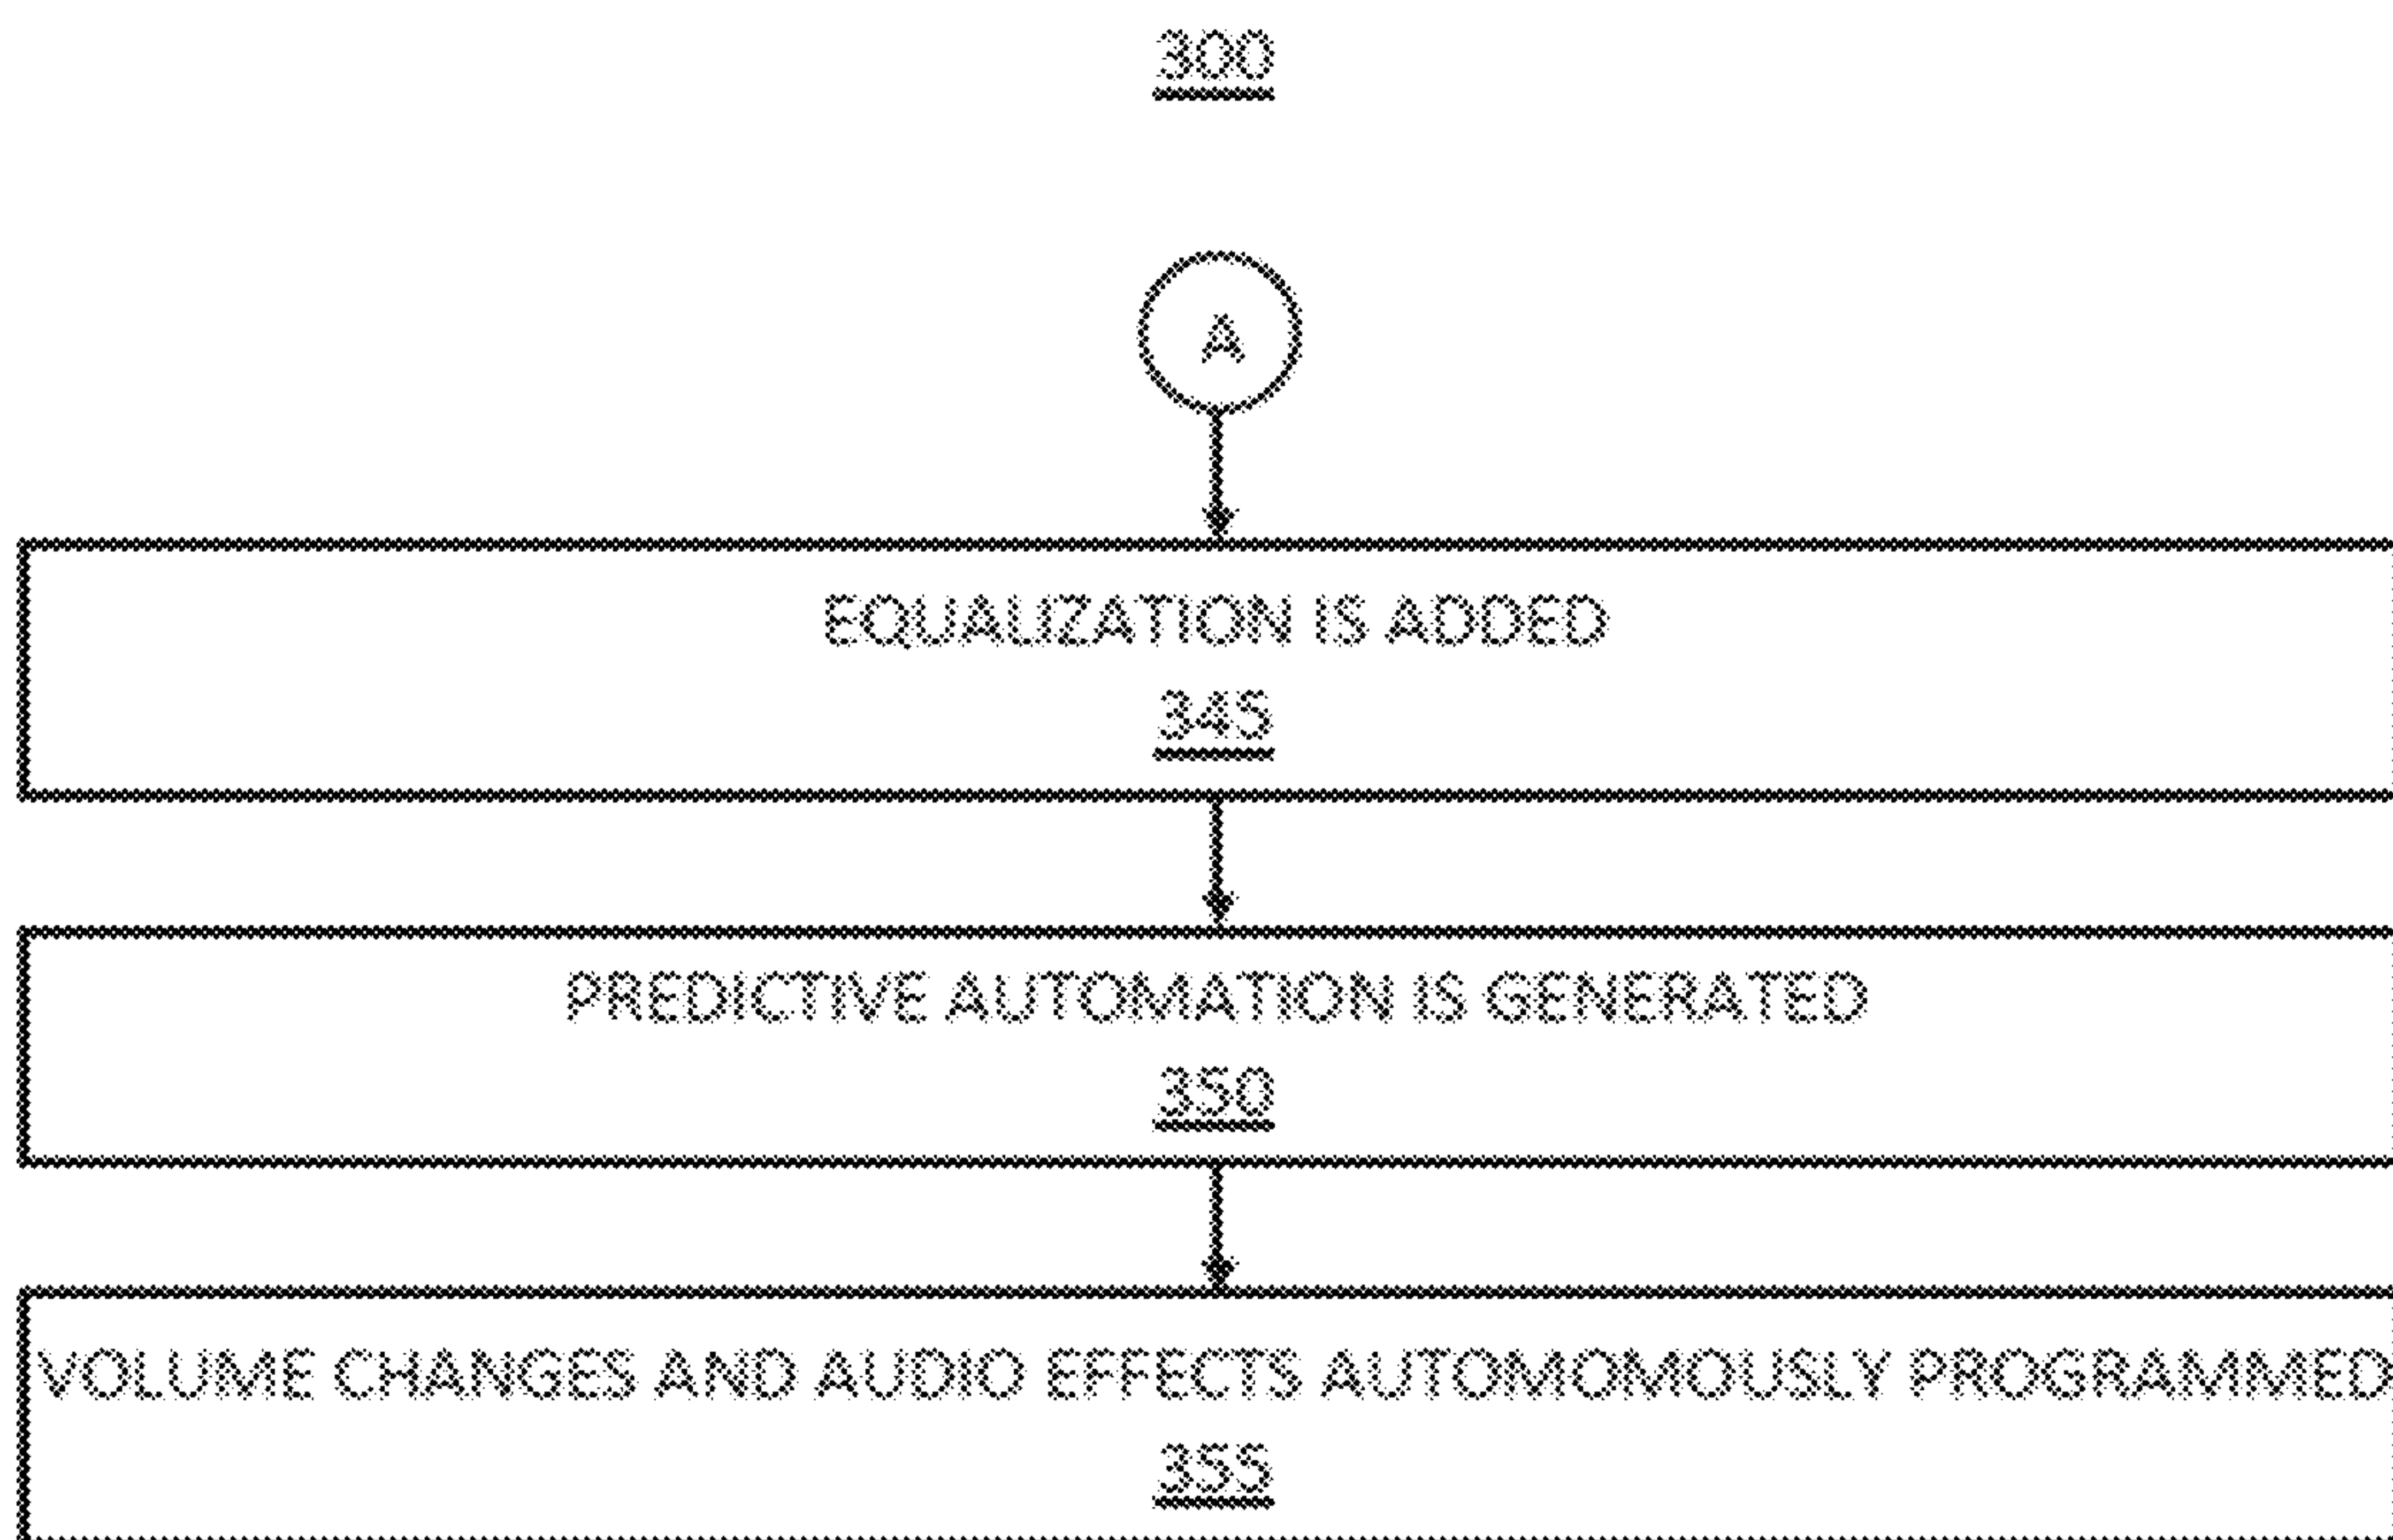 300
A
EQUALIZATION IS ADDED
345
PREDICTIVE AUTOMATION IS GENERATED
350
VOLUME CHANGES AND AUDIO EFFECTS AUTOMOMOUSLY PROGRAMMED
355